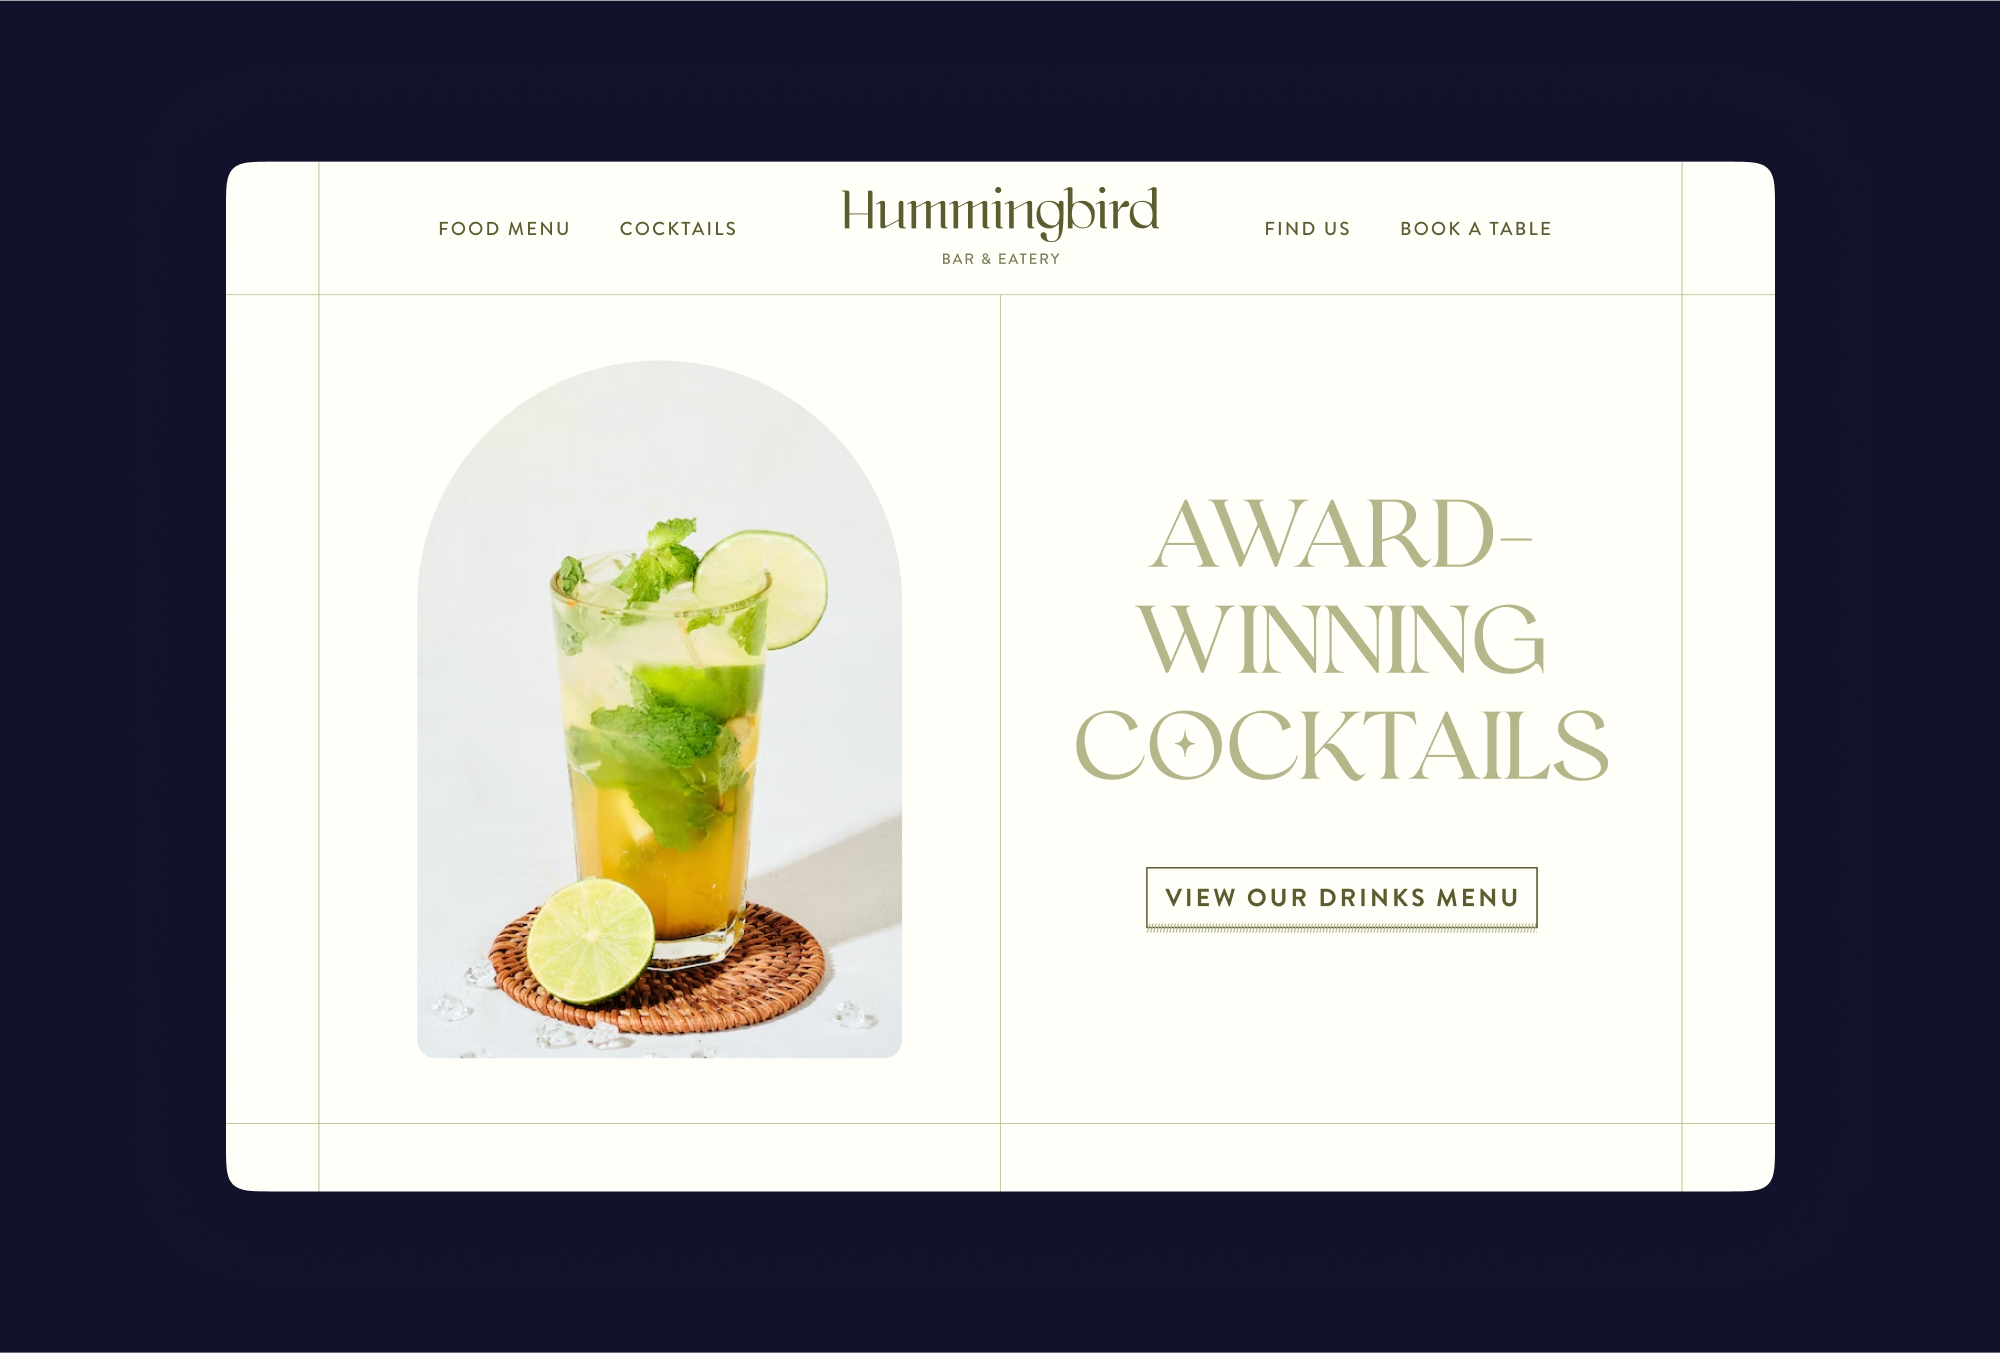 FOOD MENU
COCKTAILS
Hummingbird
BAR & EATERY
FIND US
BOOK A TABLE
AWARD-
WINNING
COCKTAILS
VIEW OUR DRINKS MENU